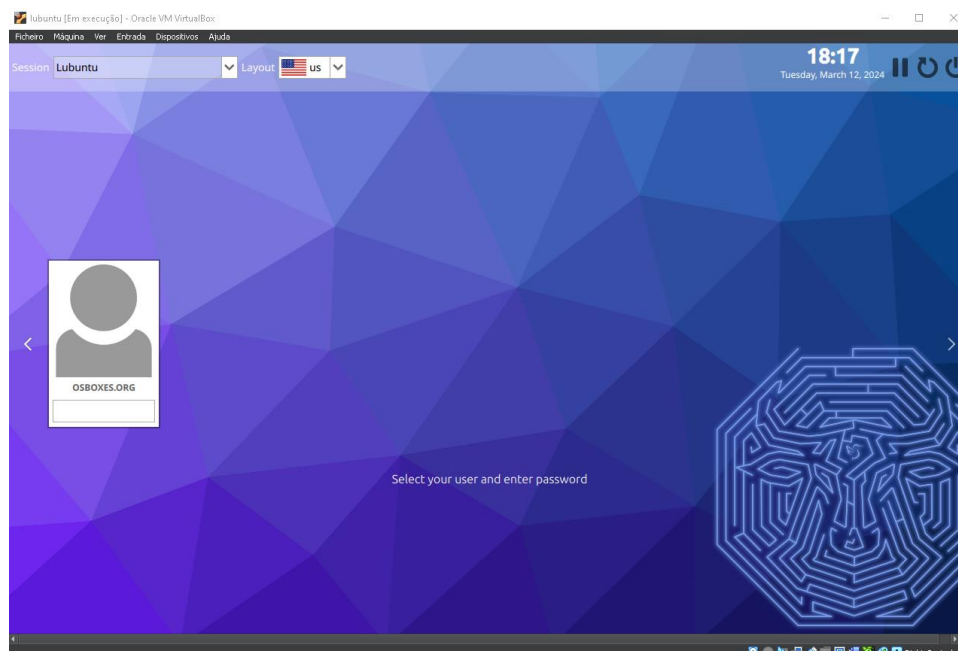 lubuntu [Em execução] - Oracle VM VirtualBox
Ficheiro Máquina Ver Entrada Dispositivos Ajuda
Session Lubuntu Layout us
18:17
Tuesday, March 12, 2024
OSBOXES.ORG
Select your user and enter password